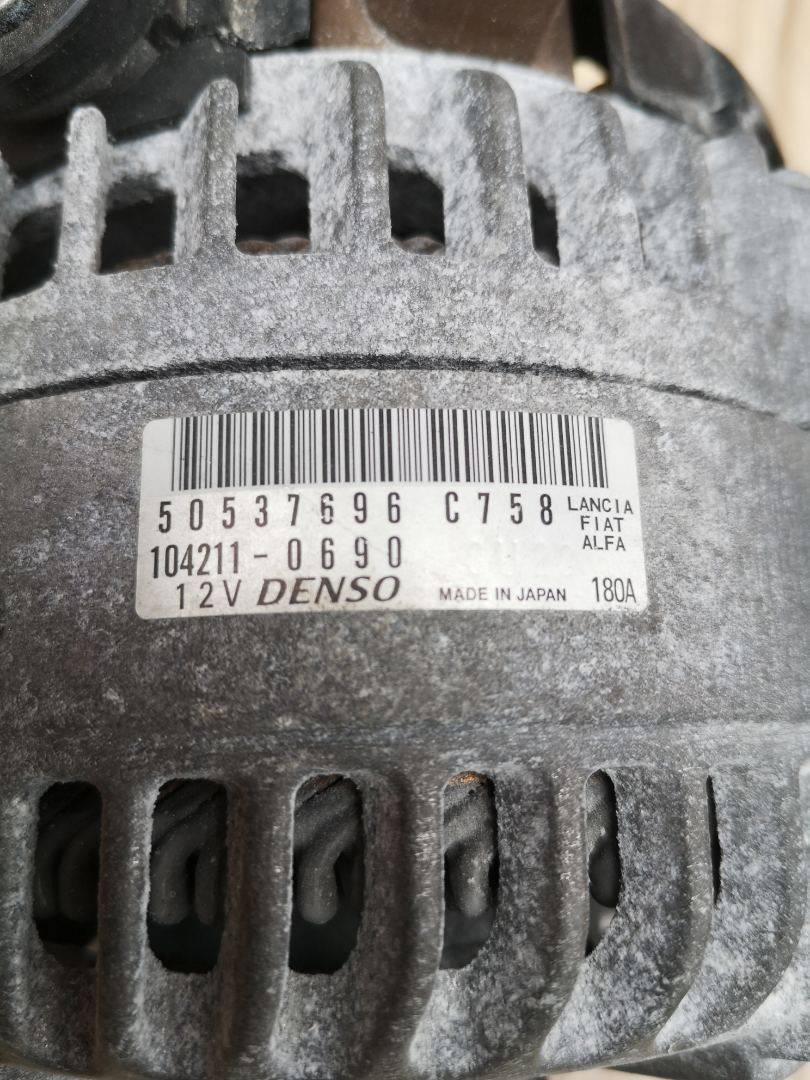 50537696 C758
LANCIA
FIAT
ALFA
104211-0690
12V DENSO MADE IN JAPAN 180A